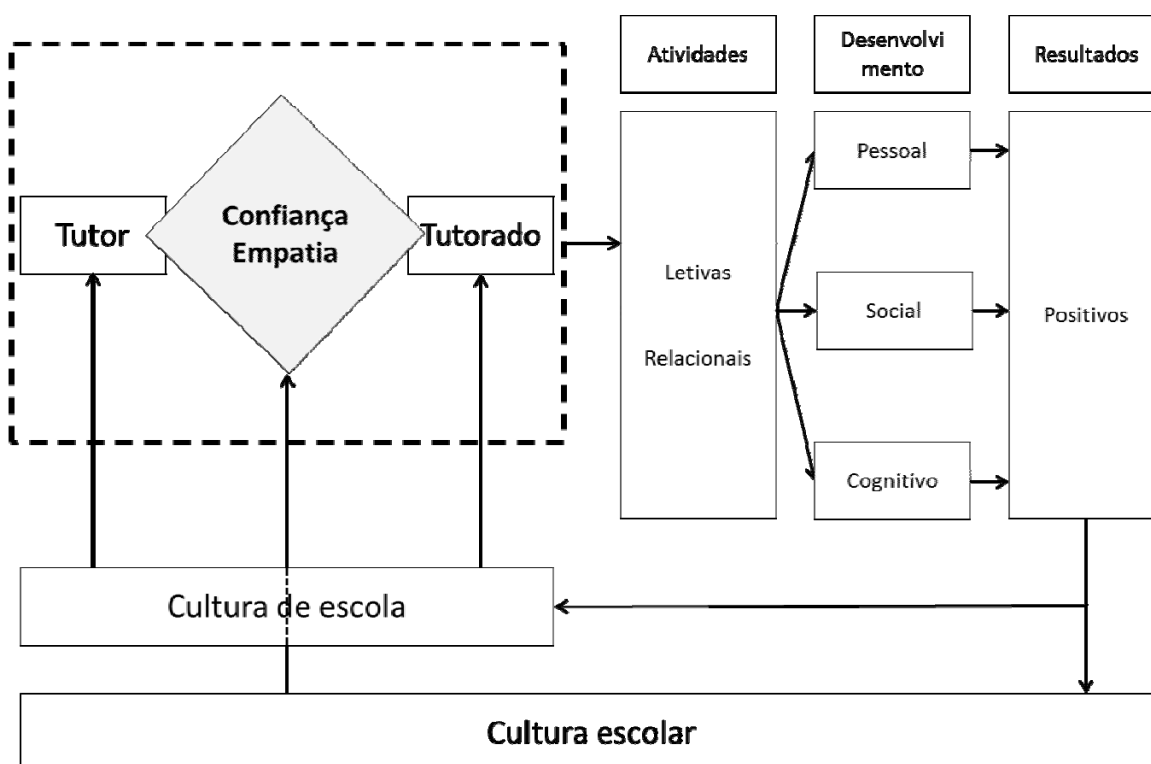 Atividades
Desenvolvi
mento
Resultados
Tutor
Confiança
Empatia
Tutorado
Letivas
Relacionais
Pessoal
Social
Cognitivo
Positivos
Cultura de escola
Cultura escolar